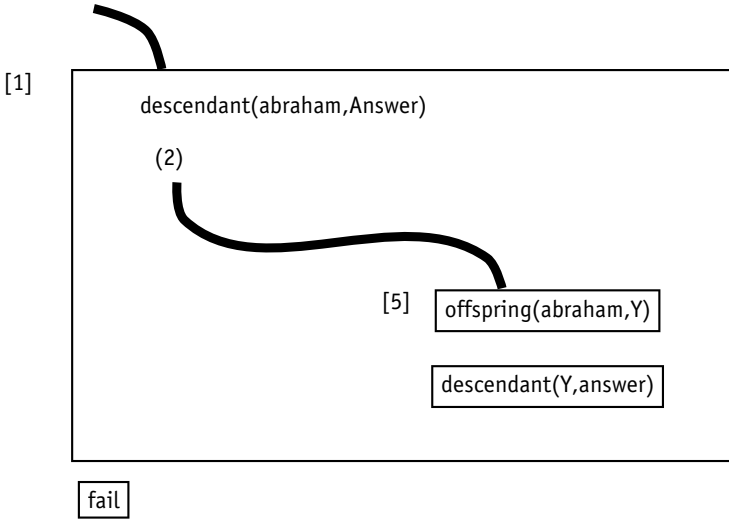 [1]
descendant(abraham,Answer)
(2)
[5] offspring(abraham,Y)
descendant(Y,answer)
fail